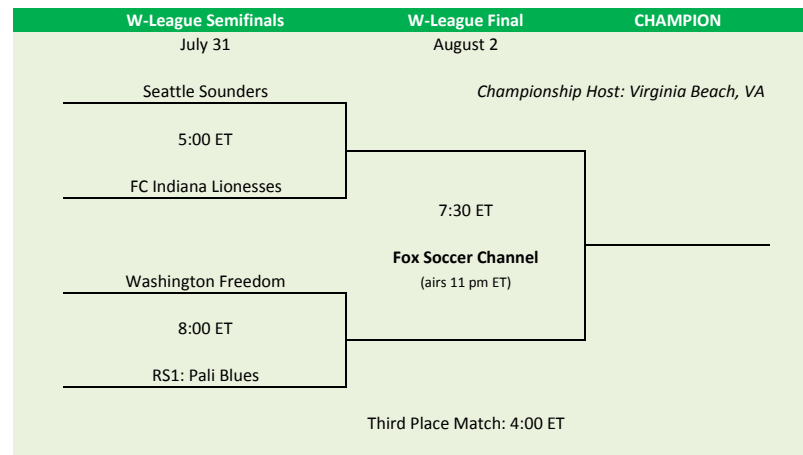 W-League Semifinals W-League Final CHAMPION
July 31 August 2
Seattle Sounders Championship Host: Virginia Beach, VA
5:00 ET
FC Indiana Lionesses
7:30 ET
Fox Soccer Channel
Washington Freedom (airs 11 pm ET)
8:00 ET
RS1: Pali Blues
Third Place Match: 4:00 ET